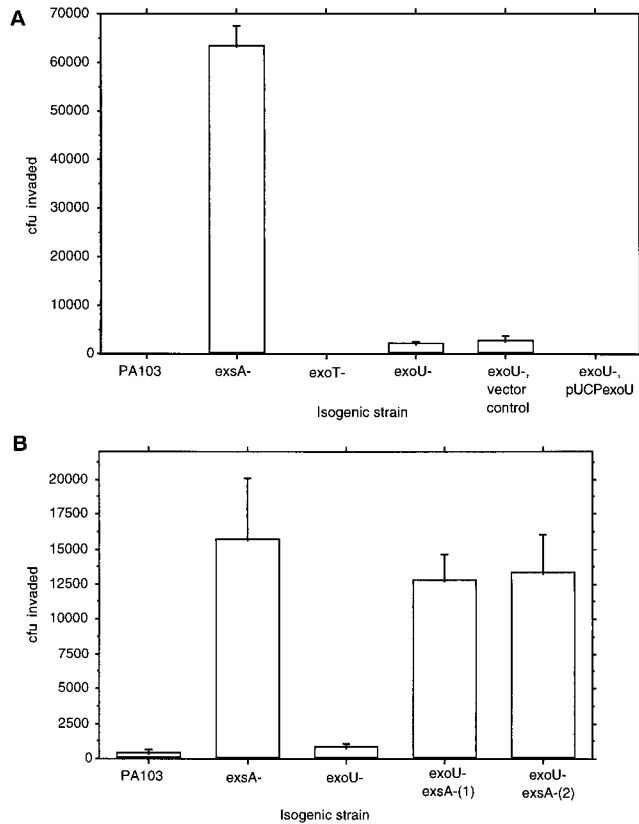 A
70000
60000
50000
40000
30000
20000
10000
0
cfu invaded
PA103
exsA-
exoT-
exoU-
exoU-,
vector
control
exoU-,
pUCPexoU
Isogenic strain
B
20000
17500
15000
12500
10000
7500
5000
2500
0
cfu invaded
PA103
exsA-
exoU-
exoU-
exsA-(1)
exoU-
exsA-(2)
Isogenic strain